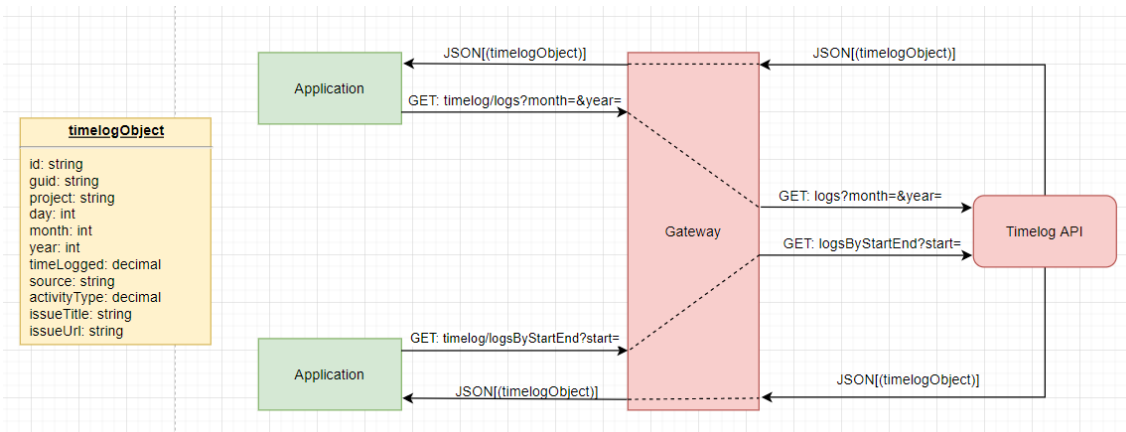 JSON[(timelogObject)]
JSON[(timelogObject)]
Application
GET: timelog/logs?month=&year=
timelogObject
id: string
guid: string
project: string
day: int
month: int
year: int
timeLogged: decimal
source: string
activityType: decimal
issueTitle: string
issueUrl: string
GET: logs?month=&year=
Gateway
Timelog API
GET: logsByStartEnd?start=
GET: timelog/logsByStartEnd?start=
Application
JSON[(timelogObject)]
JSON[(timelogObject)]